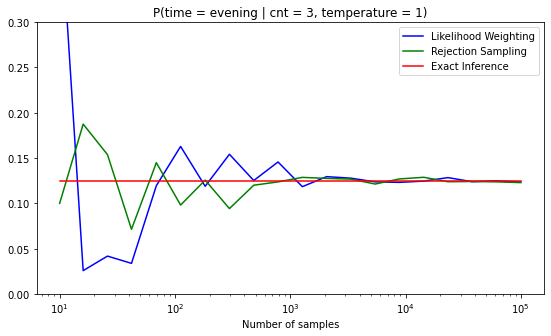 P(time = evening | cnt = 3, temperature = 1)
0.30
0.25
0.20
0.15
0.10
0.05
0.00
Likelihood Weighting
Rejection Sampling
Exact Inference
10¹ 10² 10³ 10⁴ 10⁵
Number of samples